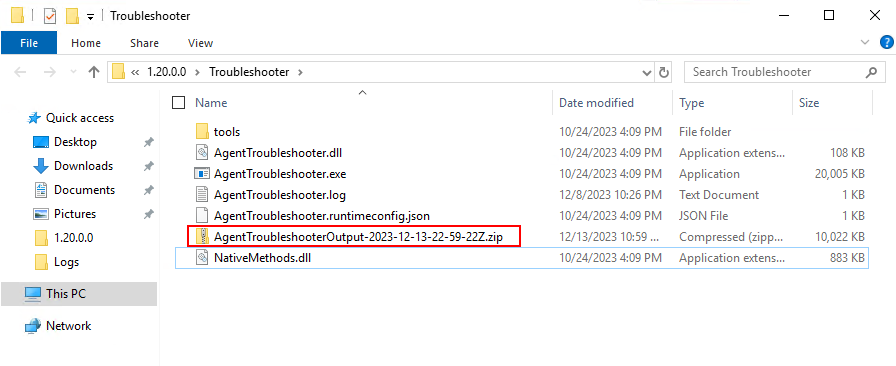 Troubleshooter
File Home Share View
« 1.20.0.0 > Troubleshooter > Search Troubleshooter
Name Date modified Type Size
Quick access
Desktop
Downloads
Documents
Pictures
1.20.0.0
Logs
This PC
Network
tools 10/24/2023 4:09 PM File folder
AgentTroubleshooter.dll 10/24/2023 4:09 PM Application extens... 108 KB
AgentTroubleshooter.exe 10/24/2023 4:09 PM Application 20,005 KB
AgentTroubleshooter.log 12/8/2023 10:26 PM Text Document 1 KB
AgentTroubleshooter.runtimeconfig.json 10/24/2023 4:09 PM JSON File 1 KB
AgentTroubleshooterOutput-2023-12-13-22-59-22Z.zip 12/13/2023 10:59 ... Compressed (zipp... 10,022 KB
NativeMethods.dll 10/24/2023 4:09 PM Application extens... 883 KB